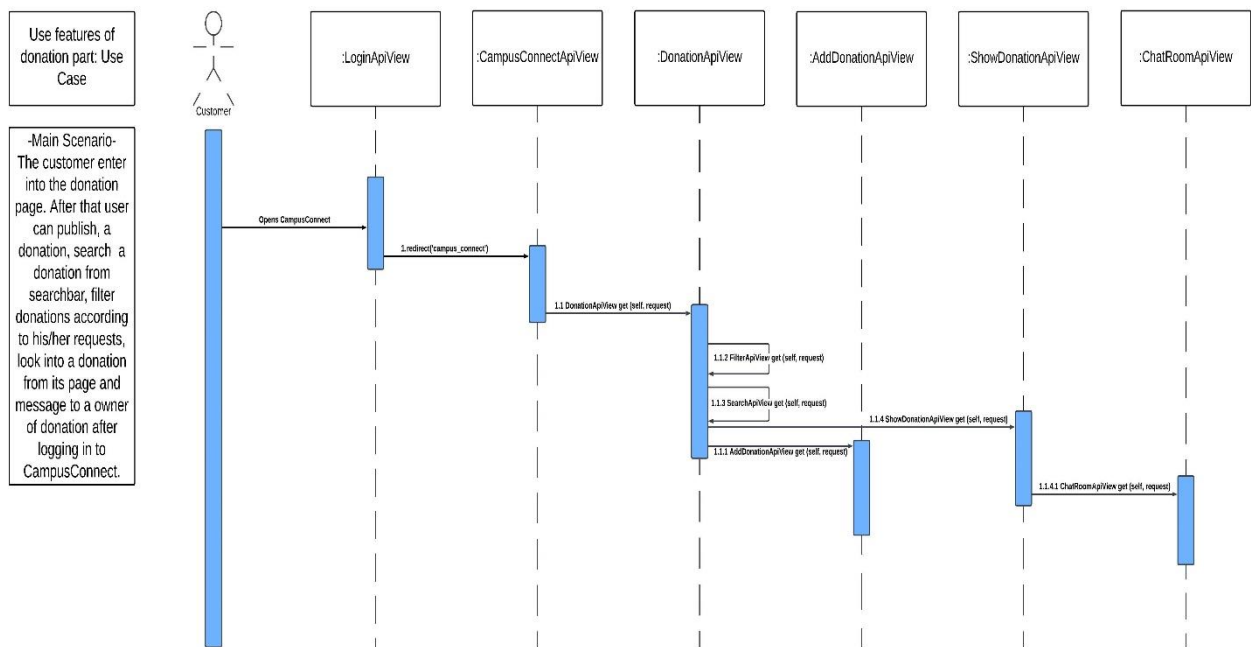 Use features of
donation part: Use
Case
Customer
:LoginApiView
:CampusConnectApiView
:DonationApiView
:AddDonationApiView
:ShowDonationApiView
:ChatRoomApiView
-Main Scenario-
The customer enter
into the donation
page. After that user
can publish, a
donation, search a
donation from
searchbar, filter
donations according
to his/her requests,
look into a donation
from its page and
message to a owner
of donation after
logging in to
CampusConnect.
Opens CampusConnect
1.redirect('campus_connect')
1.1 DonationApiView get (self, request)
1.1.2 FilterApiView get (self, request)
1.1.3 SearchApiView get (self, request)
1.1.4 ShowDonationApiView get (self, request)
1.1.1 AddDonationApiView get (self, request)
1.1.4.1 ChatRoomApiView get (self, request)